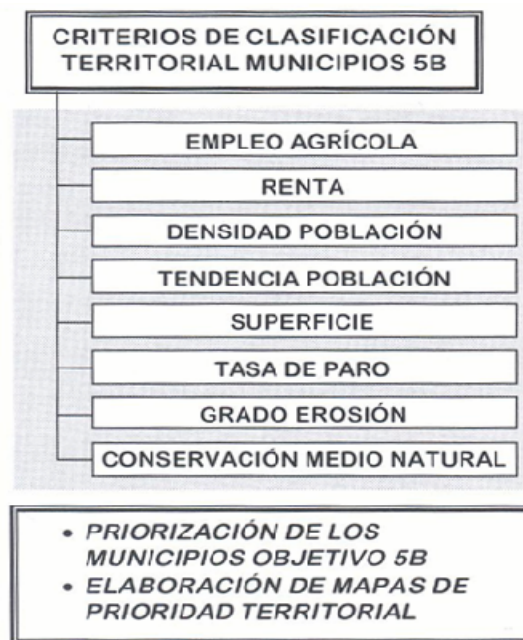 CRITERIOS DE CLASIFICACIÓN
TERRITORIAL MUNICIPIOS 5B
EMPLEO AGRÍCOLA
RENTA
DENSIDAD POBLACIÓN
TENDENCIA POBLACIÓN
SUPERFICIE
TASA DE PARO
GRADO EROSIÓN
CONSERVACIÓN MEDIO NATURAL
• PRIORIZACIÓN DE LOS
MUNICIPIOS OBJETIVO 5B
• ELABORACIÓN DE MAPAS DE
PRIORIDAD TERRITORIAL